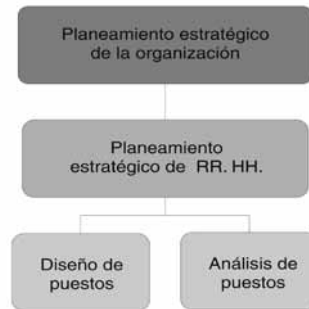 Planeamiento estratégico
de la organización
Planeamiento
estratégico de RR. HH.
Diseño de
puestos
Análisis de
puestos